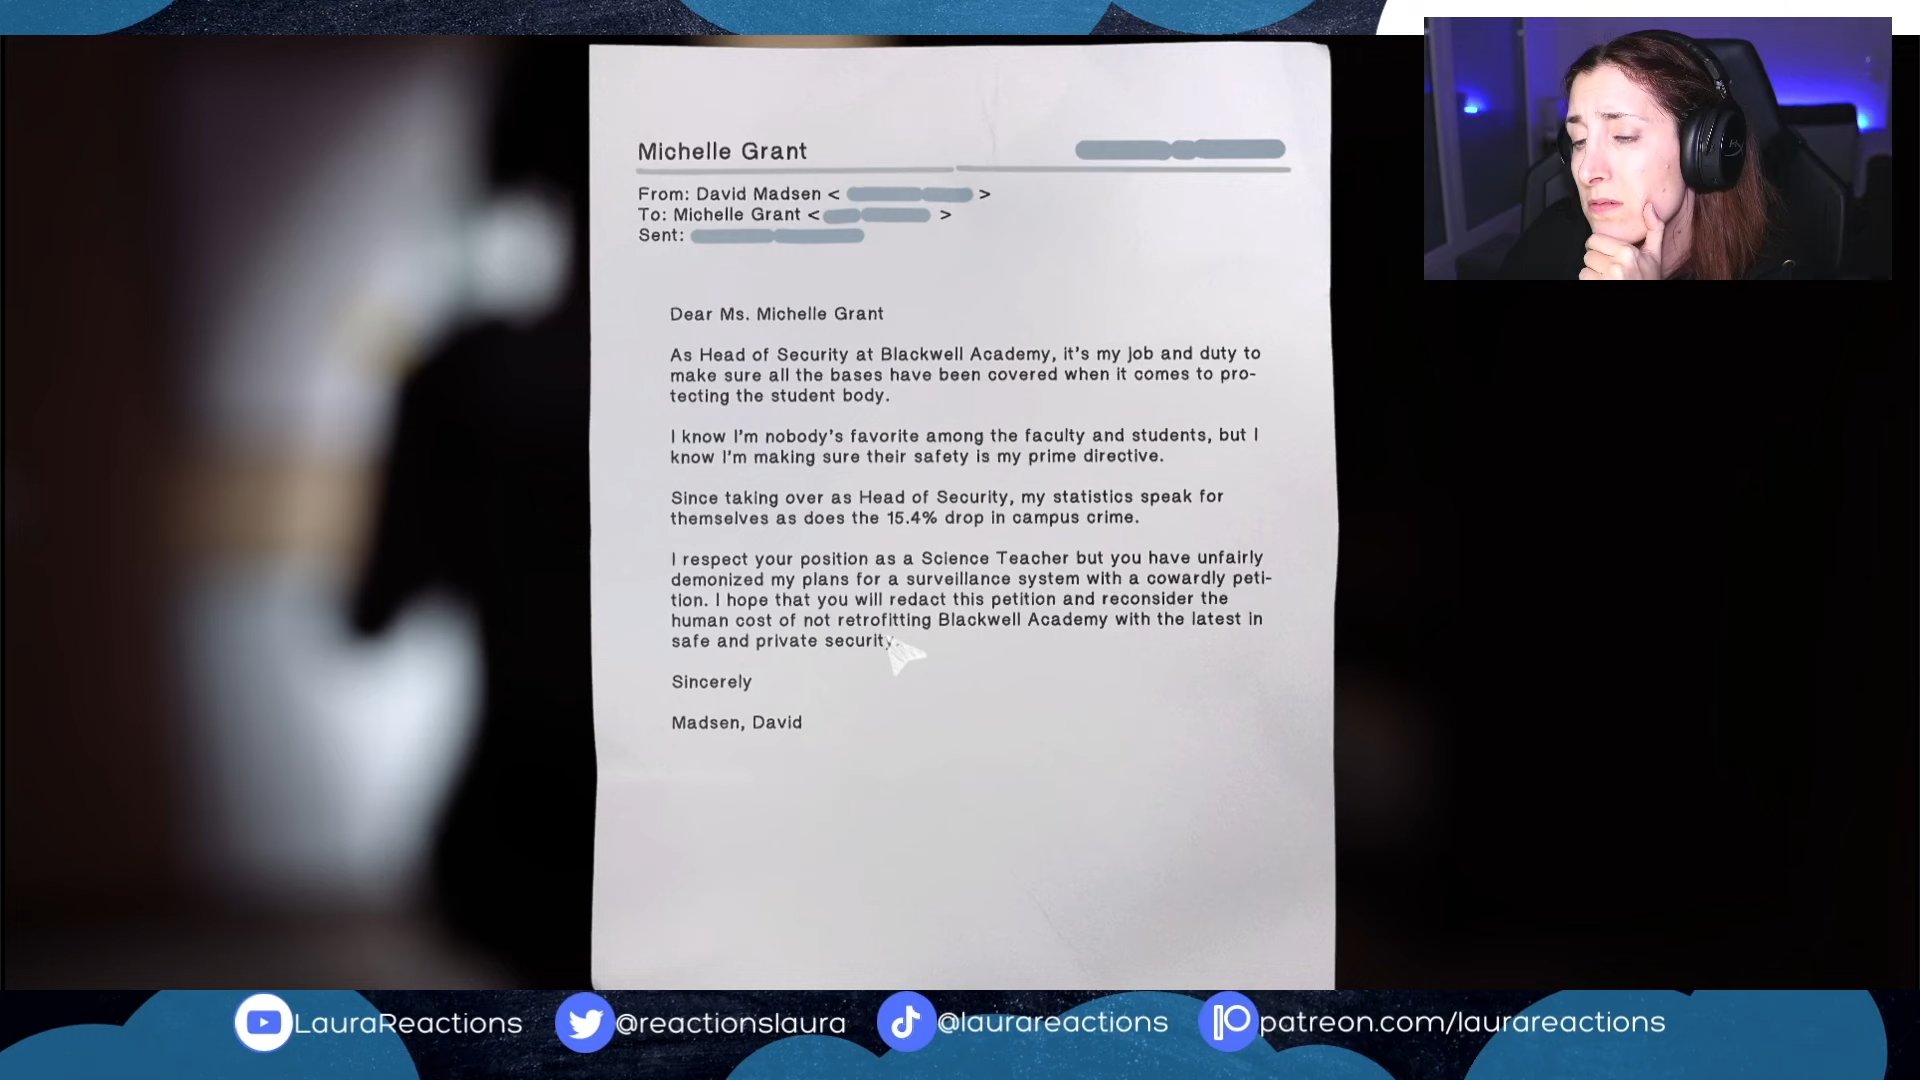 Michelle Grant
From: David Madsen < >
To: Michelle Grant < >
Sent:
Dear Ms. Michelle Grant
As Head of Security at Blackwell Academy, it's my job and duty to
make sure all the bases have been covered when it comes to pro-
tecting the student body.
I know I'm nobody's favorite among the faculty and students, but I
know I'm making sure their safety is my prime directive.
Since taking over as Head of Security, my statistics speak for
themselves as does the 15.4% drop in campus crime.
I respect your position as a Science Teacher but you have unfairly
demonized my plans for a surveillance system with a cowardly peti-
tion. I hope that you will redact this petition and reconsider the
human cost of not retrofitting Blackwell Academy with the latest in
safe and private security.
Sincerely
Madsen, David
LauraReactions @reactionslaura @laurareactions patreon.com/laurareactions